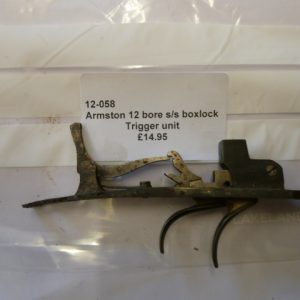 12-058
Armston 12 bore s/s boxlock
Trigger unit
£14.95